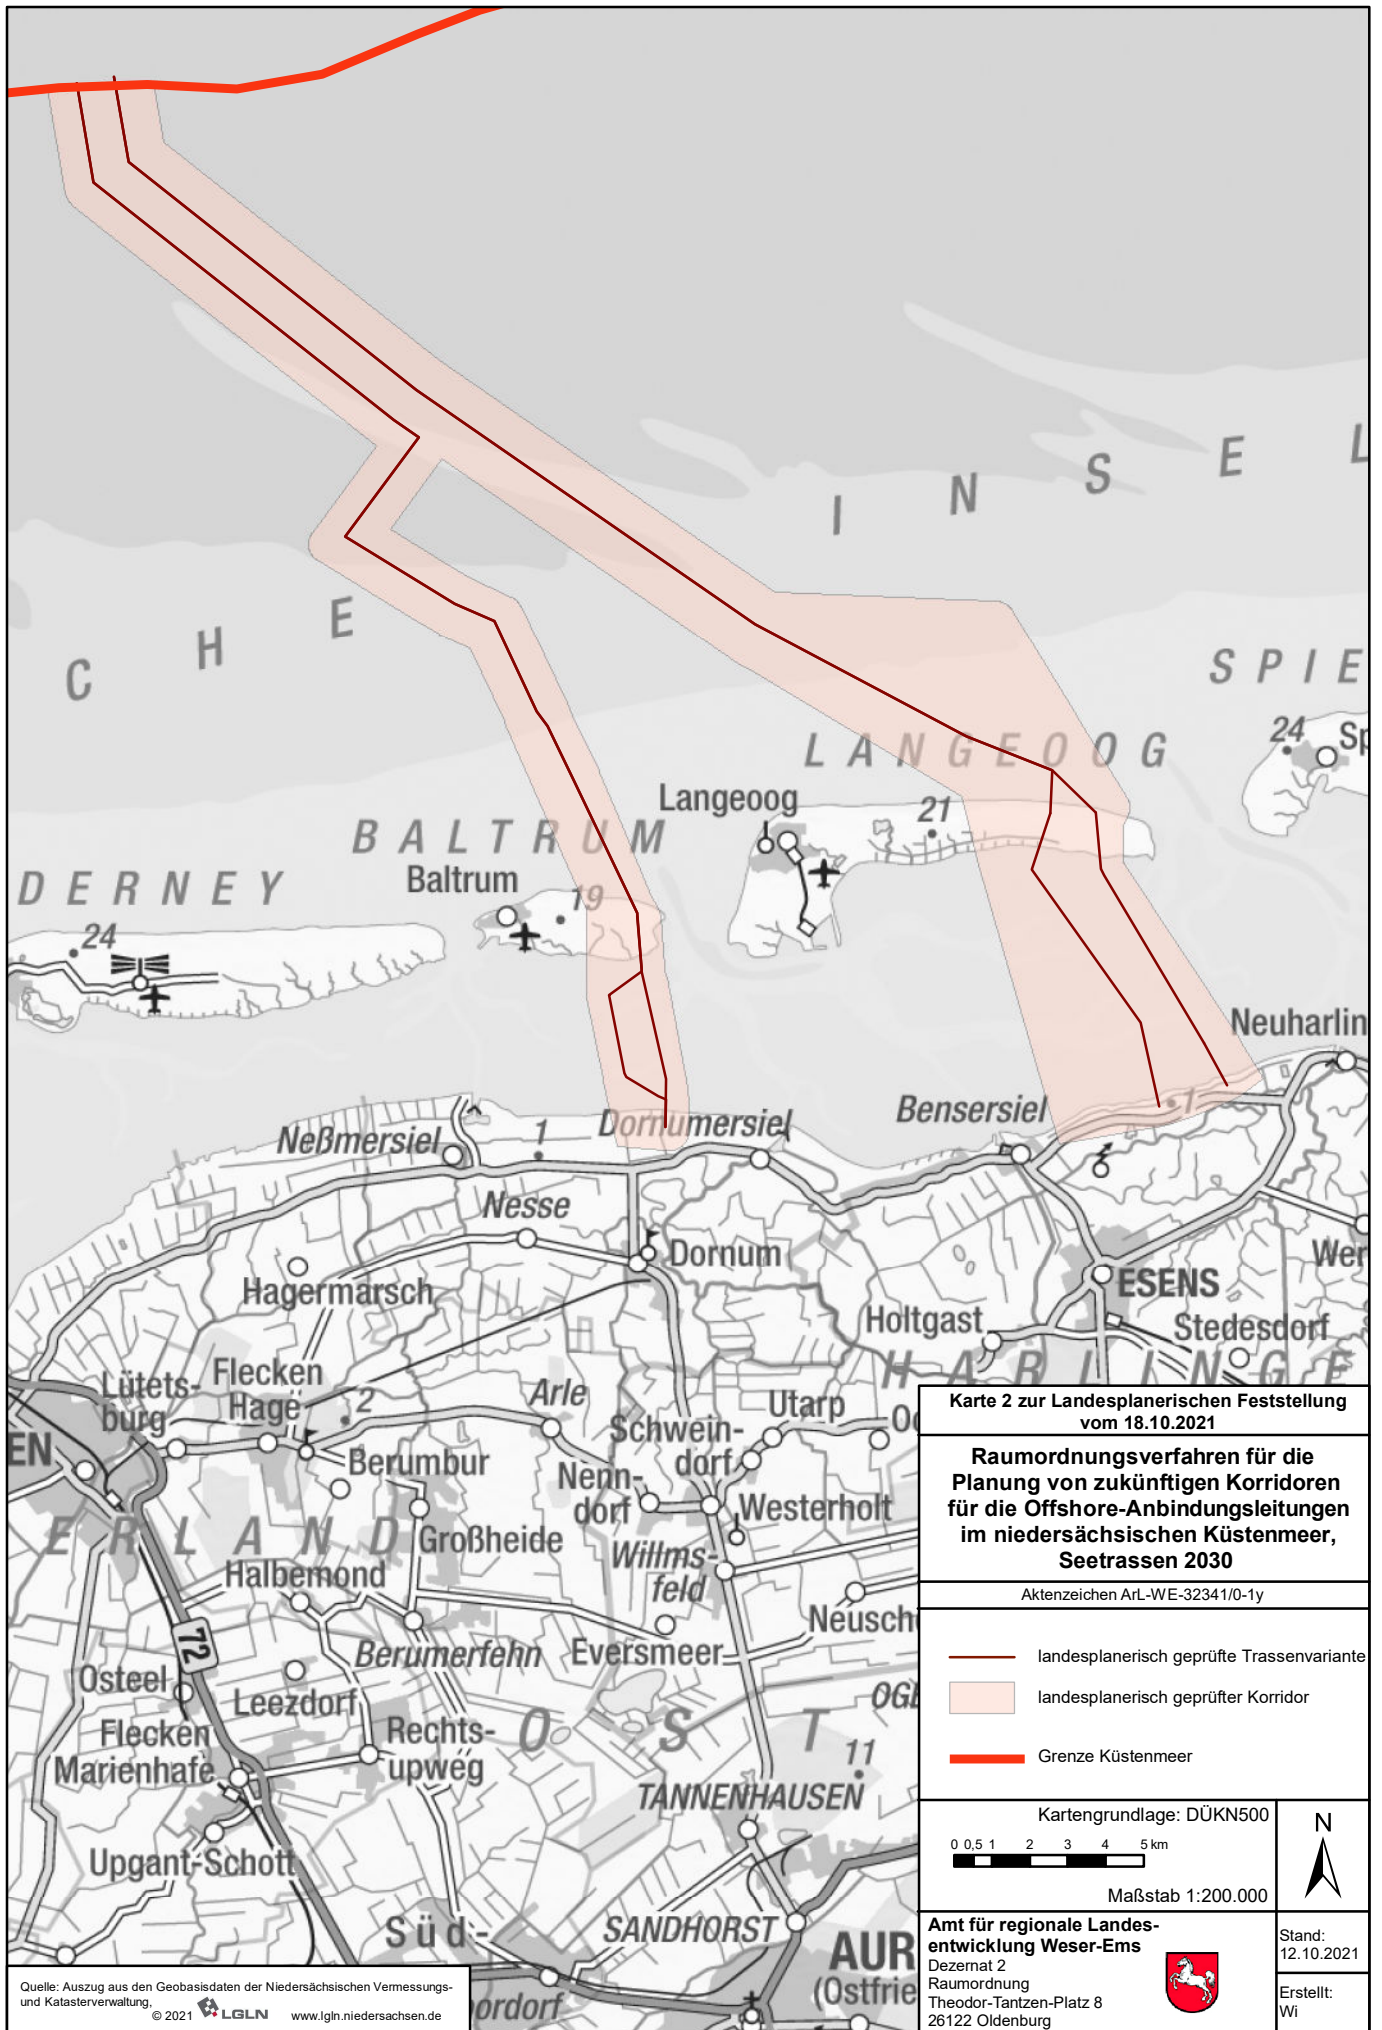 I N S E L
C H E
S P I E
24
Sp
L A N G E O O G
Langeoog
21
B A L T R U M
Baltrum
19
D E R N E Y
24
Neuharlin
Bensersiel
1
Dornumersiel
Neßmersiel
1
Nesse
Dornum
Wer
Hagermarsch
ESENS
Holtgast
Stedesdorf
H A R L I N G E
Lütets-
burg
Flecken
Hage
2
Arle
Utarp
Schwein-
dorf
EN
Berumbur
Nenn-
dorf
Westerholt
E R L A N D
Großheide
Willms-
feld
Halbemond
Neusch
72
Berumerfehn
Eversmeer
Osteel
Leezdorf
Flecken
Marienhafe
Rechts-
upweg
O S T
11
TANNENHAUSEN
Upgant-Schott
Süd-
SANDHORST
AUR
(Ostfrie
nordorf
Karte 2 zur Landesplanerischen Feststellung
vom 18.10.2021
Raumordnungsverfahren für die
Planung von zukünftigen Korridoren
für die Offshore-Anbindungsleitungen
im niedersächsischen Küstenmeer,
Seetrassen 2030
Aktenzeichen ArL-WE-32341/0-1y
landesplanerisch geprüfte Trassenvariante
landesplanerisch geprüfter Korridor
Grenze Küstenmeer
Kartengrundlage: DÜKN500
0 0,5 1 2 3 4 5 km
Maßstab 1:200.000
N
Amt für regionale Landes-
entwicklung Weser-Ems
Dezernat 2
Raumordnung
Theodor-Tantzen-Platz 8
26122 Oldenburg
Stand:
12.10.2021
Erstellt:
Wi
Quelle: Auszug aus den Geobasisdaten der Niedersächsischen Vermessungs-
und Katasterverwaltung,
© 2021 LGLN www.lgln.niedersachsen.de